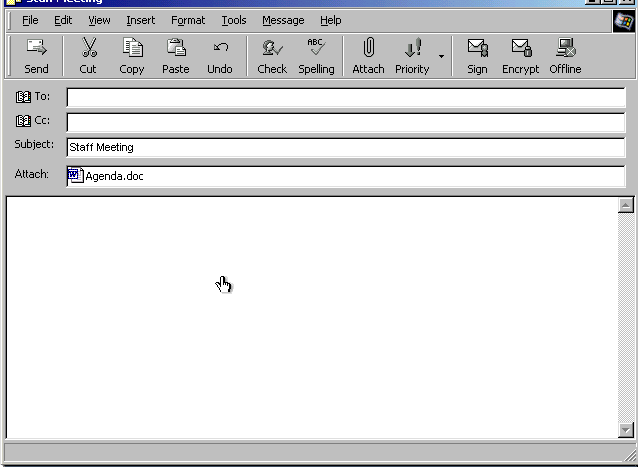 Staff Meeting
File Edit View Insert Format Tools Message Help
ABC
Send Cut Copy Paste Undo Check Spelling Attach Priority Sign Encrypt Offline
To:
Cc:
Subject: Staff Meeting
Attach: Agenda.doc